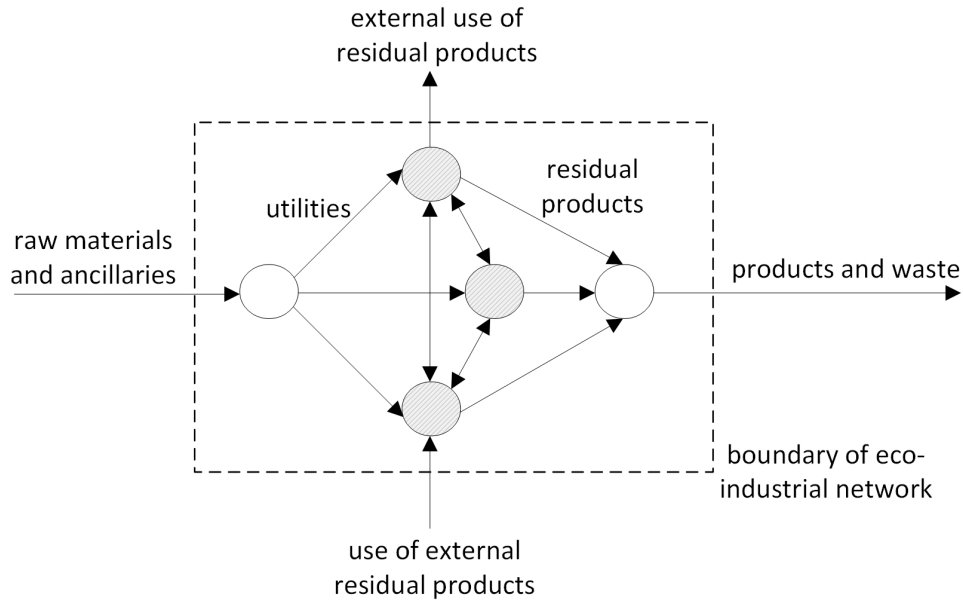 external use of
residual products
residual
products
utilities
raw materials
and ancillaries
products and waste
boundary of eco-
industrial network
use of external
residual products